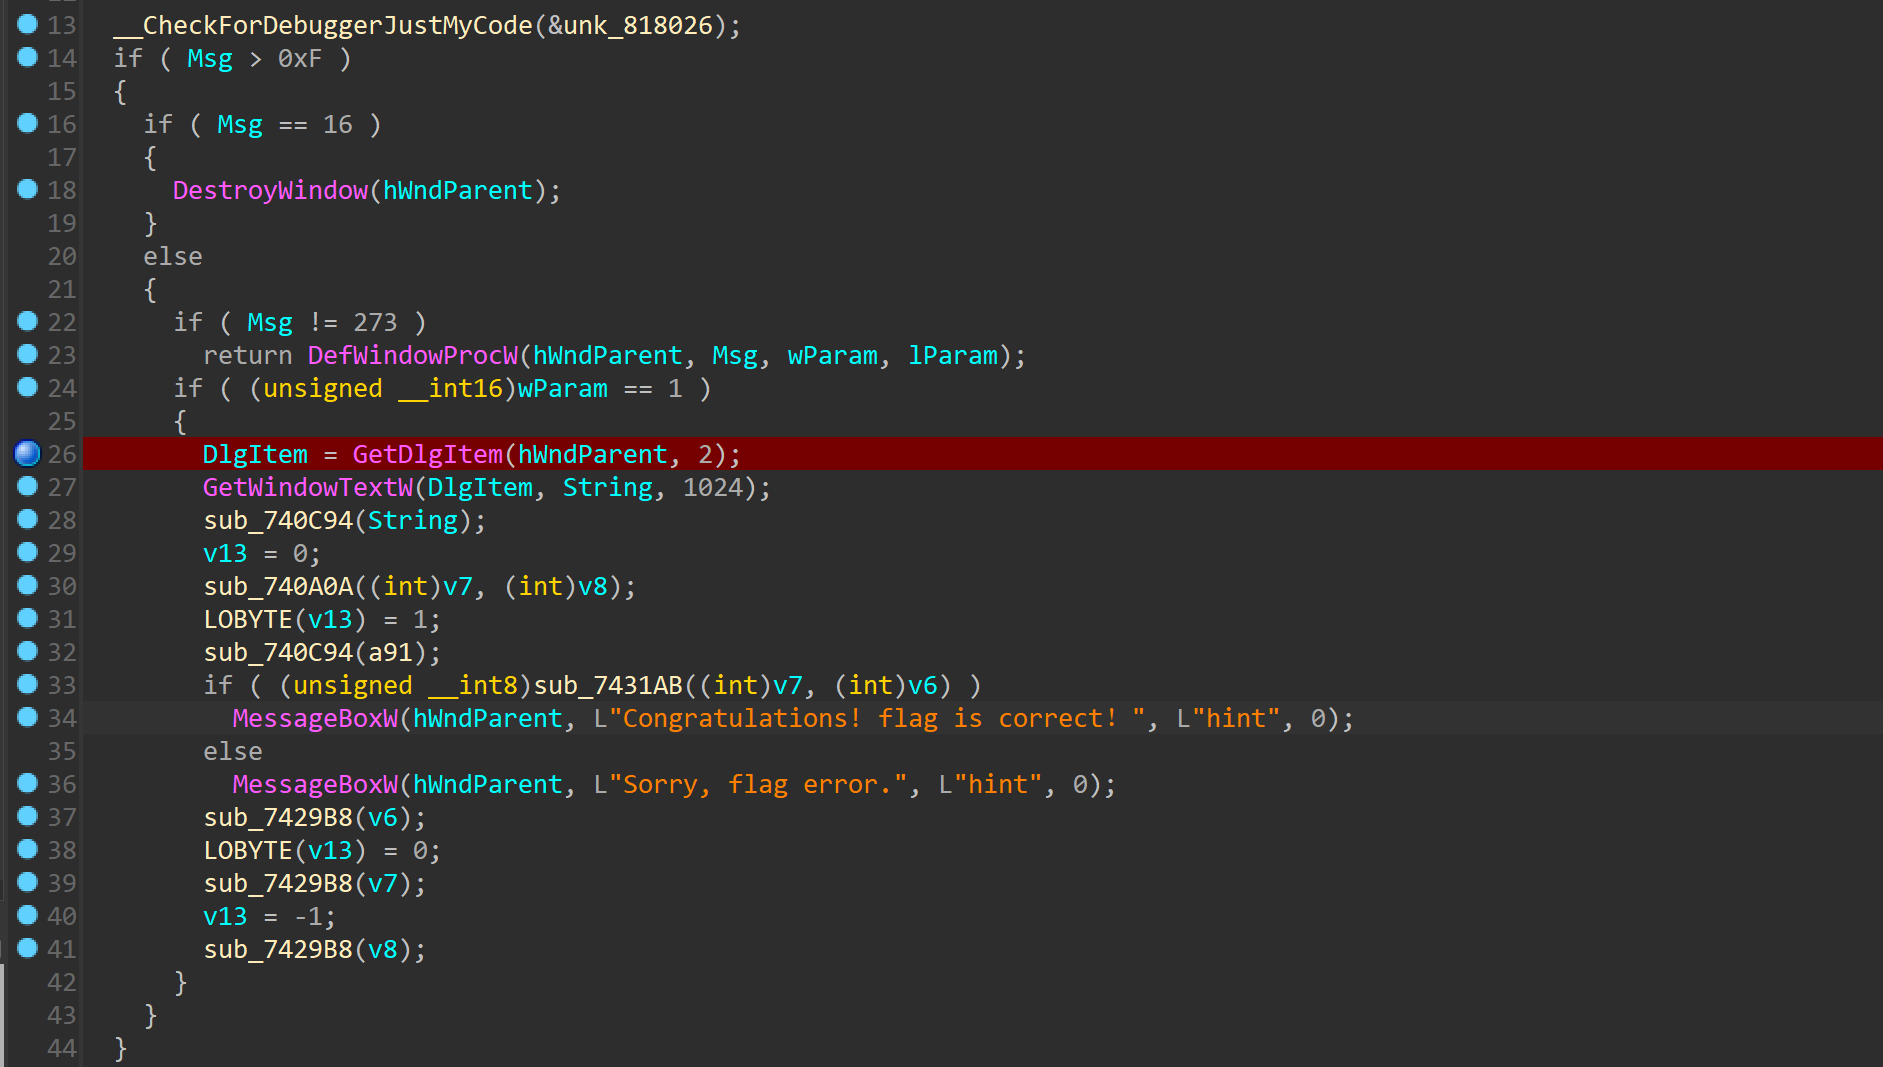 13 __CheckForDebuggerJustMyCode(&unk_818026);
14 if ( Msg > 0xF )
15 {
16 if ( Msg == 16 )
17 {
18 DestroyWindow(hWndParent);
19 }
20 else
21 {
22 if ( Msg != 273 )
23 return DefWindowProcW(hWndParent, Msg, wParam, lParam);
24 if ( (unsigned __int16)wParam == 1 )
25 {
26 DlgItem = GetDlgItem(hWndParent, 2);
27 GetWindowTextW(DlgItem, String, 1024);
28 sub_740C94(String);
29 v13 = 0;
30 sub_740A0A((int)v7, (int)v8);
31 LOBYTE(v13) = 1;
32 sub_740C94(a91);
33 if ( (unsigned __int8)sub_7431AB((int)v7, (int)v6) )
34 MessageBoxW(hWndParent, L"Congratulations! flag is correct! ", L"hint", 0);
35 else
36 MessageBoxW(hWndParent, L"Sorry, flag error.", L"hint", 0);
37 sub_7429B8(v6);
38 LOBYTE(v13) = 0;
39 sub_7429B8(v7);
40 v13 = -1;
41 sub_7429B8(v8);
42 }
43 }
44 }